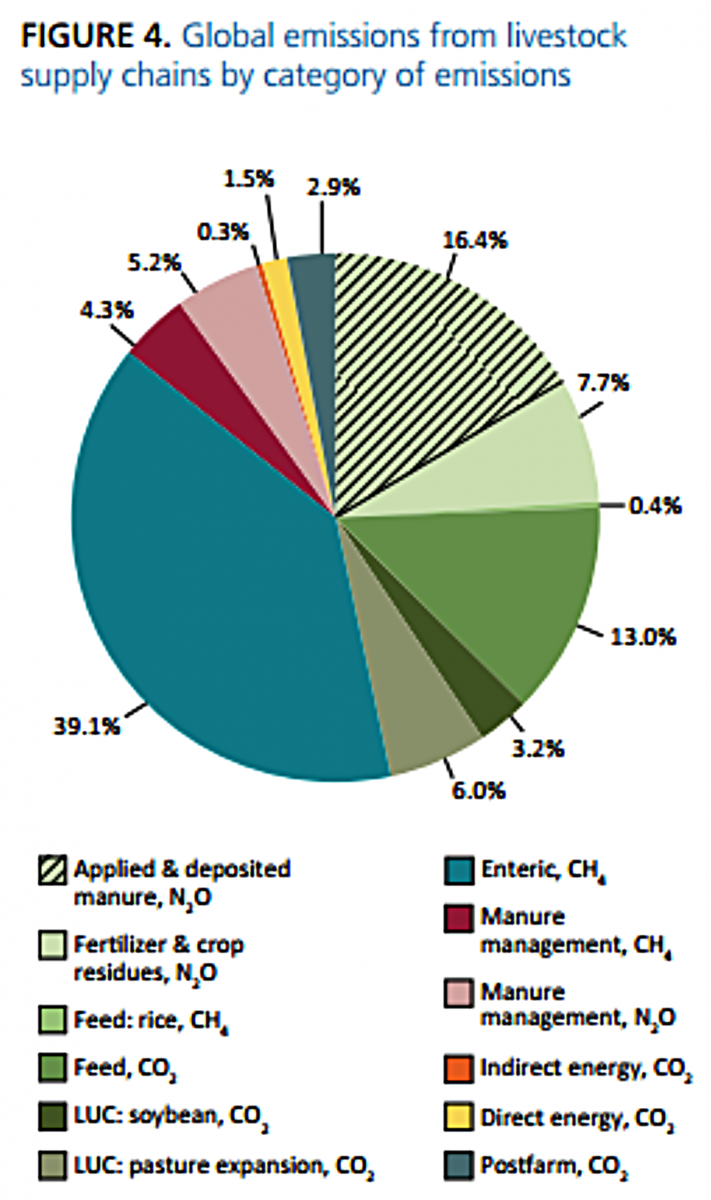 FIGURE 4. Global emissions from livestock
supply chains by category of emissions
1.5%
2.9%
0.3%
16.4%
5.2%
4.3%
7.7%
0.4%
13.0%
39.1%
3.2%
6.0%
Applied & deposited
manure, N₂O
Fertilizer & crop
residues, N₂O
Feed: rice, CH₄
Feed, CO₂
LUC: soybean, CO₂
LUC: pasture expansion, CO₂
Enteric, CH₄
Manure
management, CH₄
Manure
management, N₂O
Indirect energy, CO₂
Direct energy, CO₂
Postfarm, CO₂